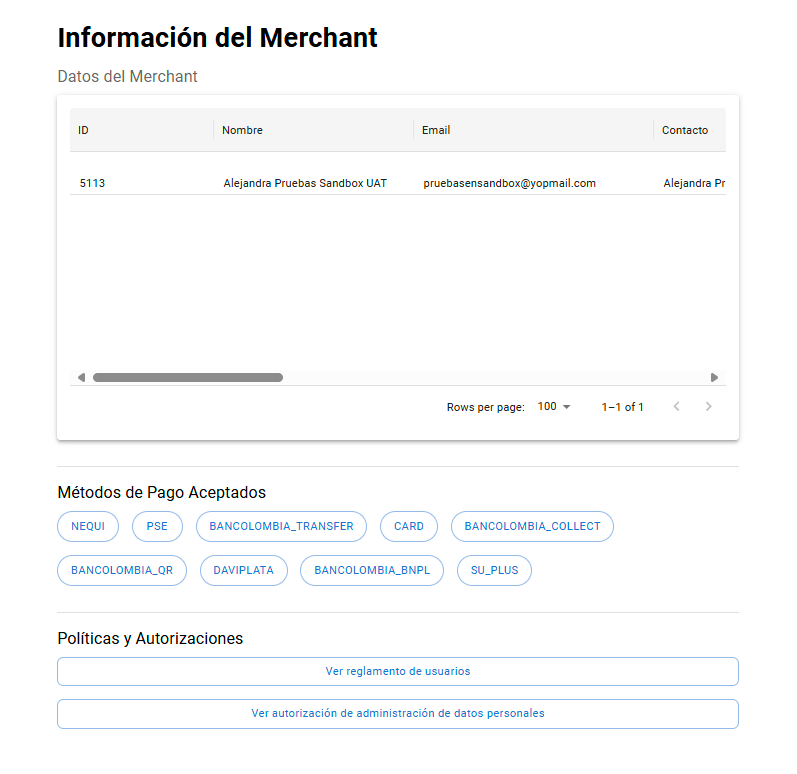 Información del Merchant
Datos del Merchant
ID Nombre Email Contacto
5113 Alejandra Pruebas Sandbox UAT pruebasensandbox@yopmail.com Alejandra Pr
Rows per page: 100 1–1 of 1
Métodos de Pago Aceptados
NEQUI PSE BANCOLOMBIA_TRANSFER CARD BANCOLOMBIA_COLLECT
BANCOLOMBIA_QR DAVIPLATA BANCOLOMBIA_BNPL SU_PLUS
Políticas y Autorizaciones
Ver reglamento de usuarios
Ver autorización de administración de datos personales